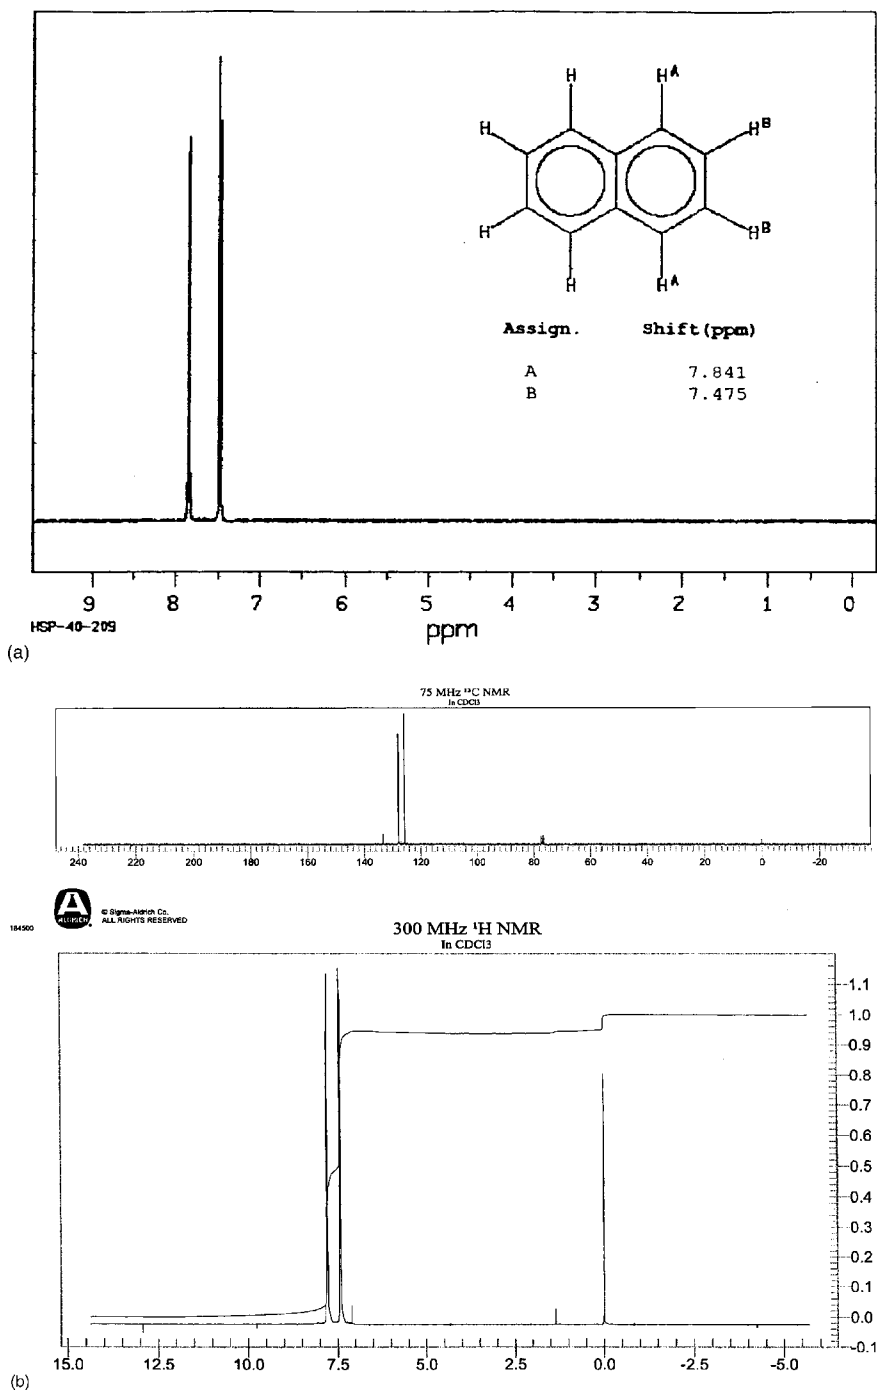 H HA
H HB
H HB
H HA
Assign. Shift(ppm)
A 7.841
B 7.475
9 8 7 6 5 4 3 2 1 0
HSP-40-209
ppm
(a)
75 MHz ¹³C NMR
In CDCl3
240 220 200 180 160 140 120 100 80 60 40 20 0 -20
A
ALDRICH
© Sigma-Aldrich Co.
ALL RIGHTS RESERVED
184500
300 MHz ¹H NMR
In CDCl3
1.1
1.0
0.9
0.8
0.7
0.6
0.5
0.4
0.3
0.2
0.1
0.0
-0.1
15.0 12.5 10.0 7.5 5.0 2.5 0.0 -2.5 -5.0
(b)